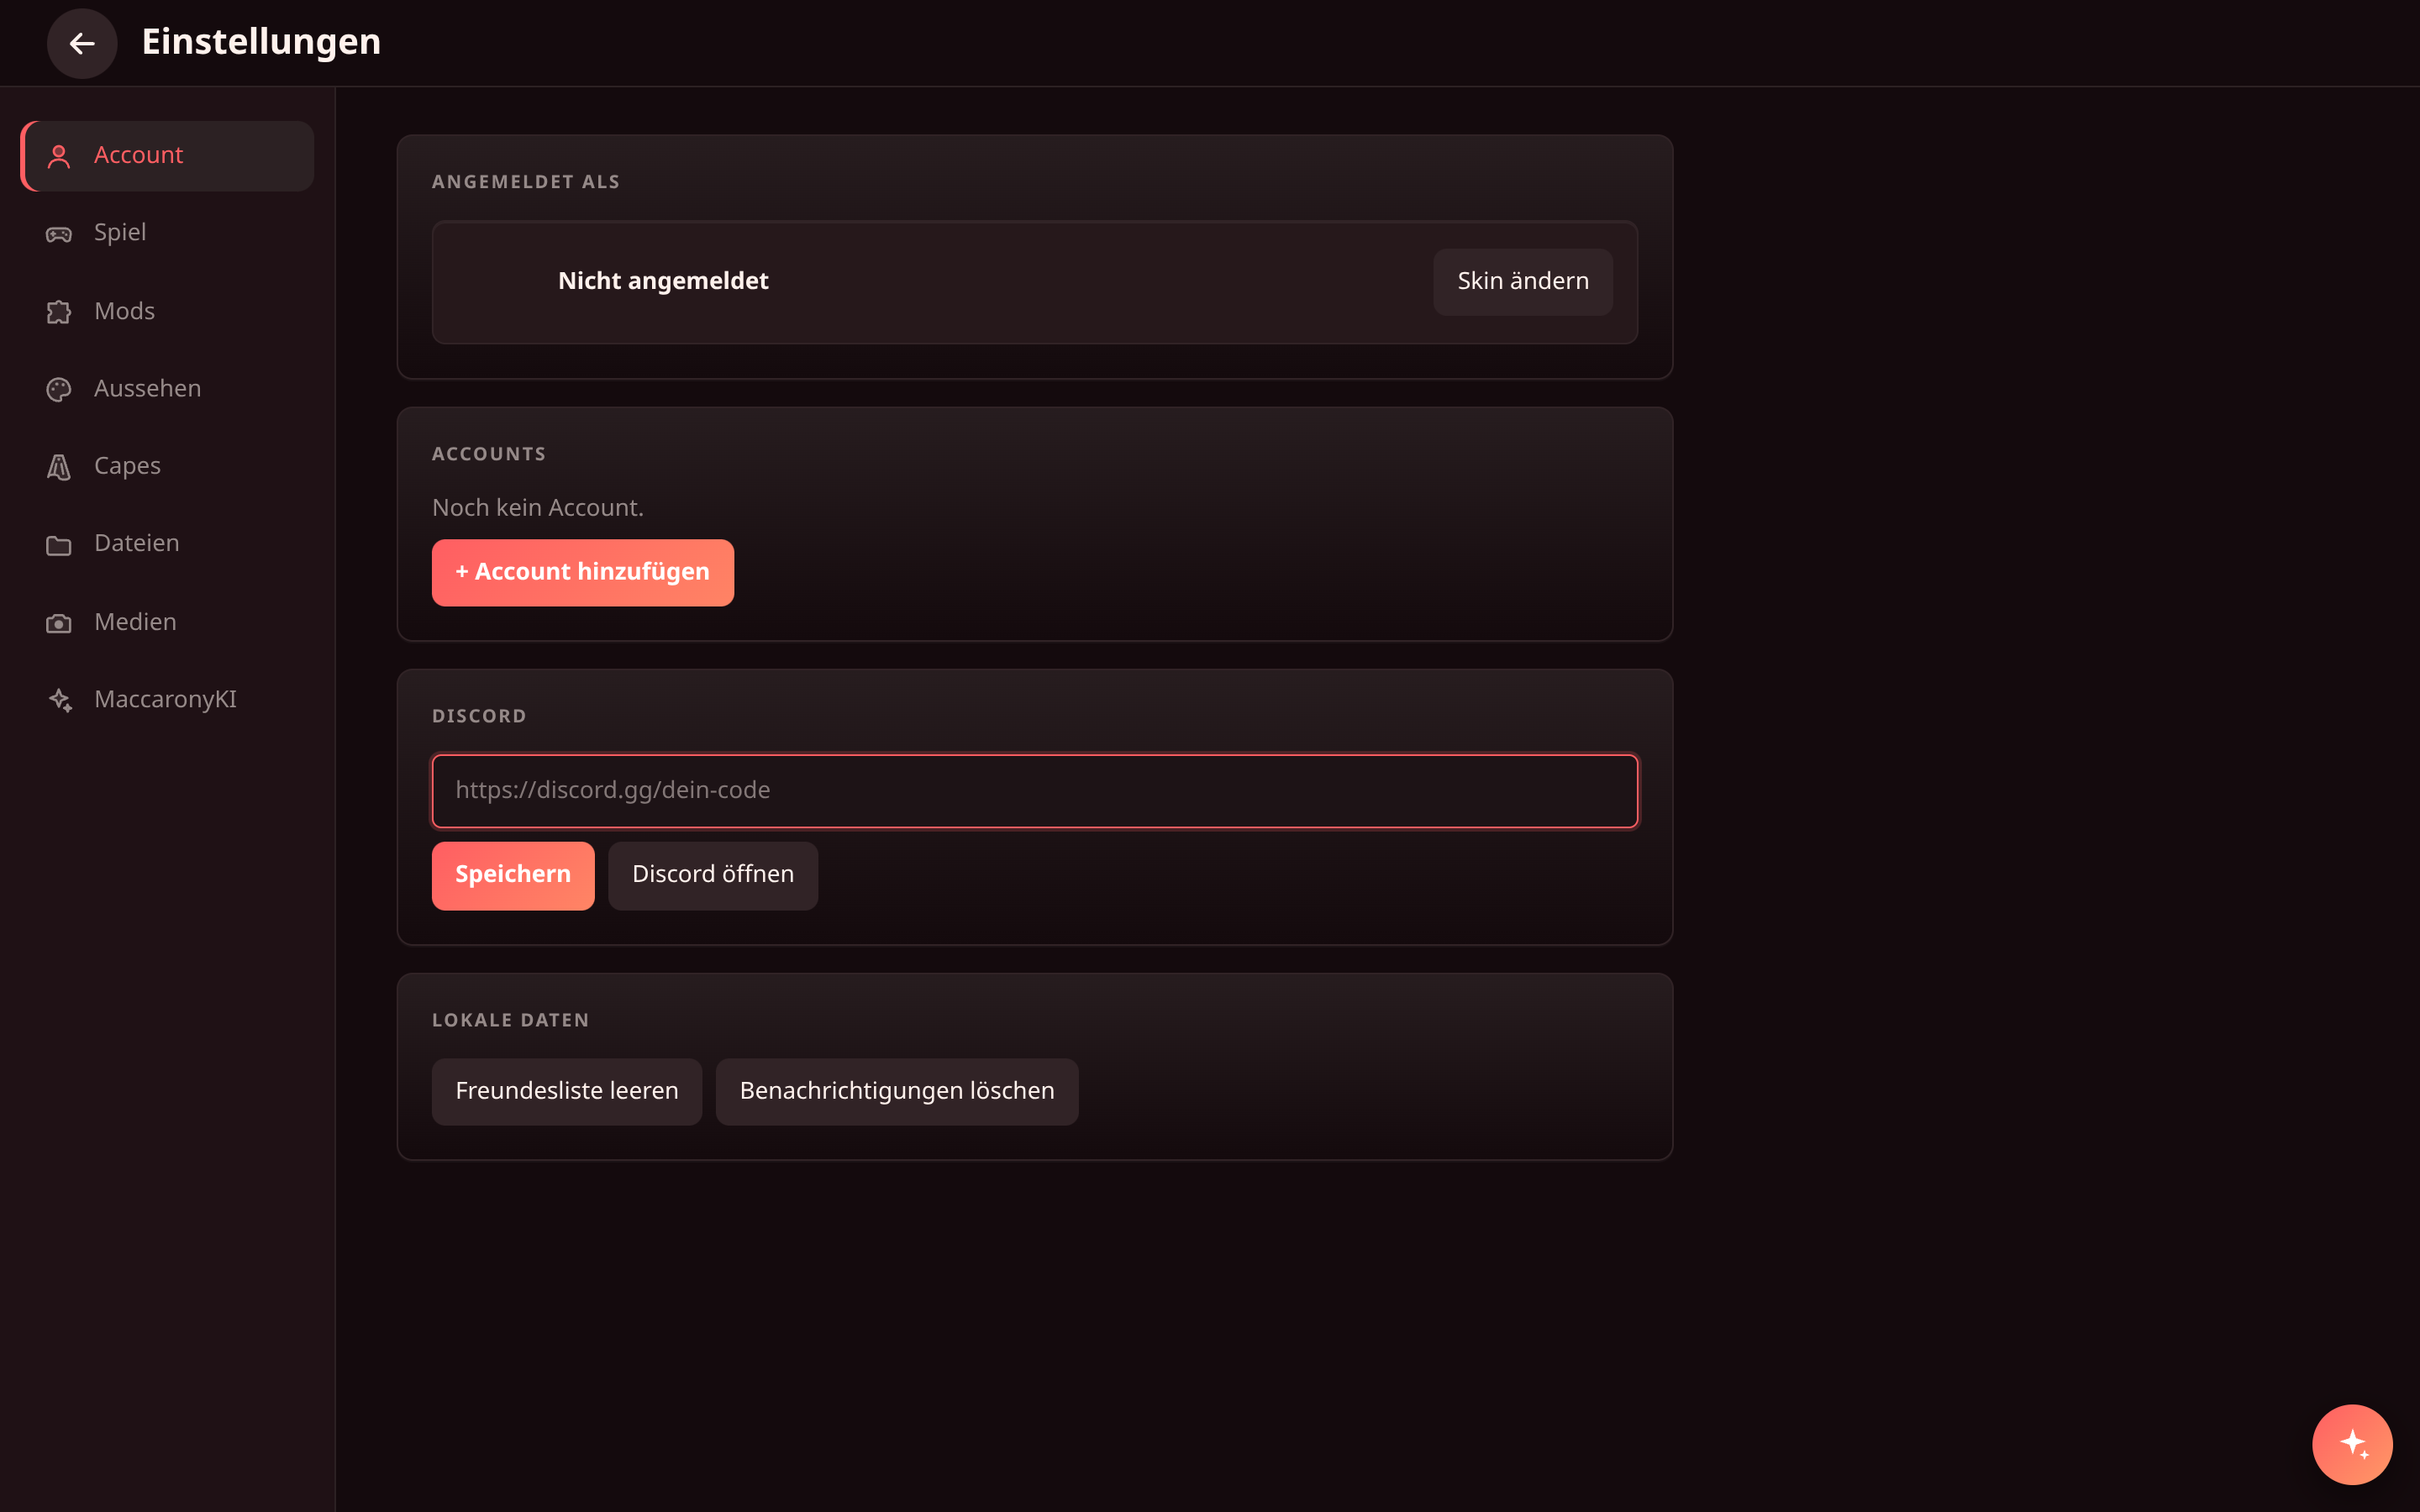 Einstellungen
Account
Spiel
Mods
Aussehen
Capes
Dateien
Medien
MaccaronyKI
ANGEMELDET ALS
Nicht angemeldet
Skin ändern
ACCOUNTS
Noch kein Account.
+ Account hinzufügen
DISCORD
https://discord.gg/dein-code
Speichern
Discord öffnen
LOKALE DATEN
Freundesliste leeren
Benachrichtigungen löschen